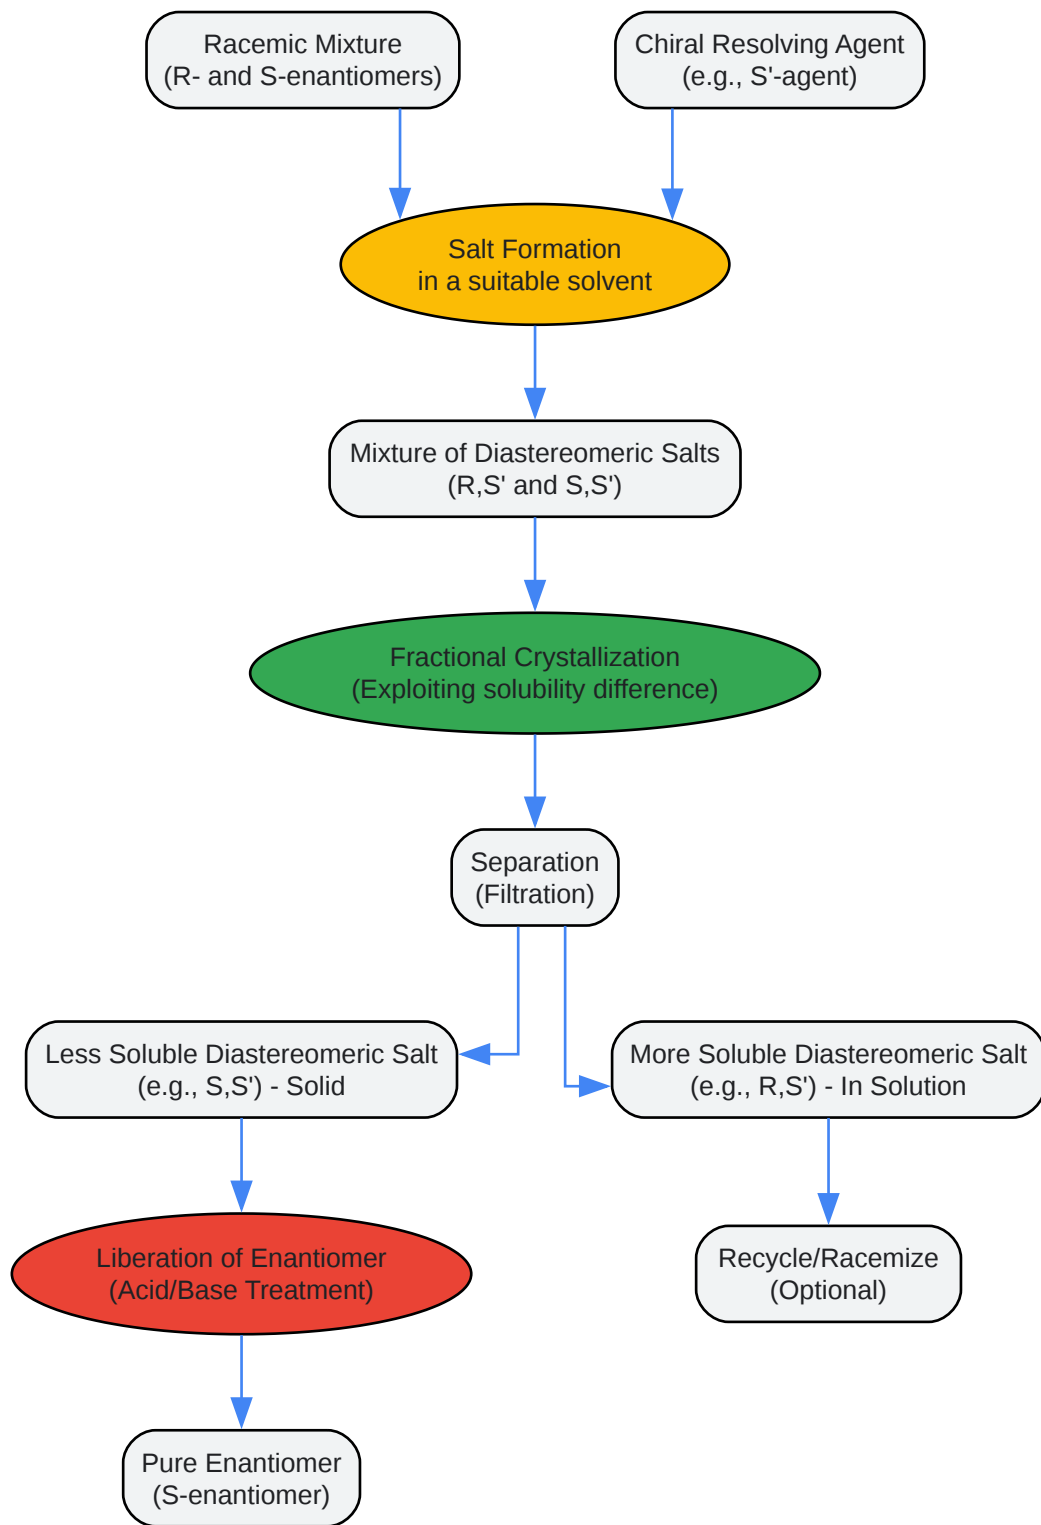 Racemic Mixture
(R- and S-enantiomers)
Chiral Resolving Agent
(e.g., S'-agent)
Salt Formation
in a suitable solvent
Mixture of Diastereomeric Salts
(R,S' and S,S')
Fractional Crystallization
(Exploiting solubility difference)
Separation
(Filtration)
Less Soluble Diastereomeric Salt
(e.g., S,S') - Solid
More Soluble Diastereomeric Salt
(e.g., R,S') - In Solution
Liberation of Enantiomer
(Acid/Base Treatment)
Recycle/Racemize
(Optional)
Pure Enantiomer
(S-enantiomer)